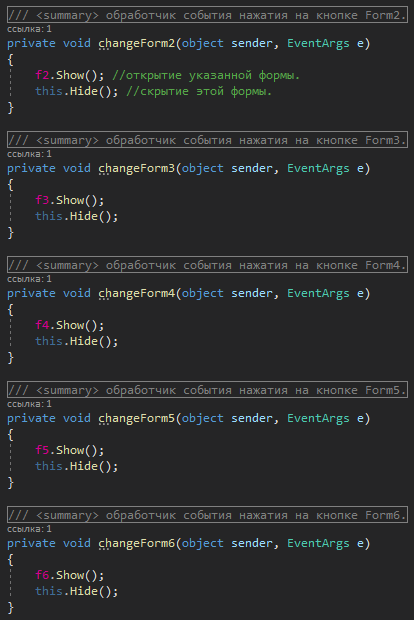 /// <summary> обработчик события нажатия на кнопке Form2.
ссылка: 1
private void changeForm2(object sender, EventArgs e)
{
f2.Show(); //открытие указанной формы.
this.Hide(); //скрытие этой формы.
}
/// <summary> обработчик события нажатия на кнопке Form3.
ссылка: 1
private void changeForm3(object sender, EventArgs e)
{
f3.Show();
this.Hide();
}
/// <summary> обработчик события нажатия на кнопке Form4.
ссылка: 1
private void changeForm4(object sender, EventArgs e)
{
f4.Show();
this.Hide();
}
/// <summary> обработчик события нажатия на кнопке Form5.
ссылка: 1
private void changeForm5(object sender, EventArgs e)
{
f5.Show();
this.Hide();
}
/// <summary> обработчик события нажатия на кнопке Form6.
ссылка: 1
private void changeForm6(object sender, EventArgs e)
{
f6.Show();
this.Hide();
}